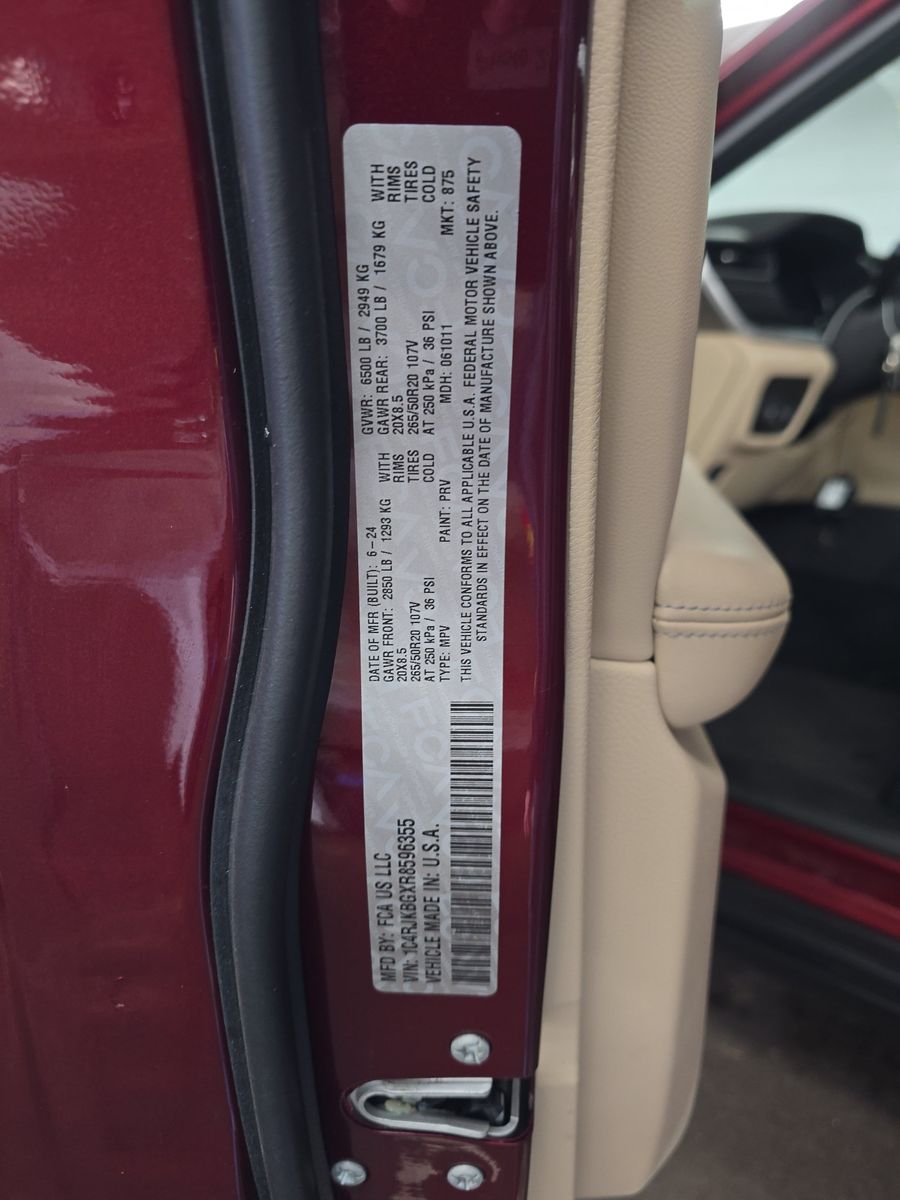 MFD BY: FCA US LLC
VIN: 1C4RJKBGXR8596355
VEHICLE MADE IN: U.S.A.
DATE OF MFR (BUILT): 6-24 GVWR: 6500 LB / 2949 KG
GAWR FRONT: 2850 LB / 1293 KG WITH GAWR REAR: 3700 LB / 1679 KG WITH
20X8.5 RIMS 20X8.5 RIMS
265/50R20 107V TIRES 265/50R20 107V TIRES
AT 250 kPa / 36 PSI COLD AT 250 kPa / 36 PSI COLD
TYPE: MPV PAINT: PRV MDH: 061011 MKT: 875
THIS VEHICLE CONFORMS TO ALL APPLICABLE U.S.A. FEDERAL MOTOR VEHICLE SAFETY
STANDARDS IN EFFECT ON THE DATE OF MANUFACTURE SHOWN ABOVE.